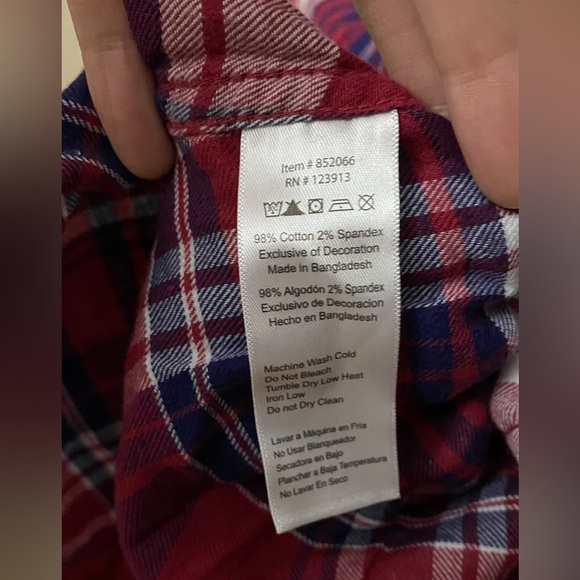 Item # 852066
RN # 123913
98% Cotton 2% Spandex
Exclusive of Decoration
Made in Bangladesh
98% Algodón 2% Spandex
Exclusivo de Decoracion
Hecho en Bangladesh
Machine Wash Cold
Do Not Bleach
Tumble Dry Low Heat
Iron Low
Do not Dry Clean
Lavar a Máquina en Fria
No Usar Blanqueador
Secadora en Bajo
Planchar a Baja Temperatura
No Lavar En Seco